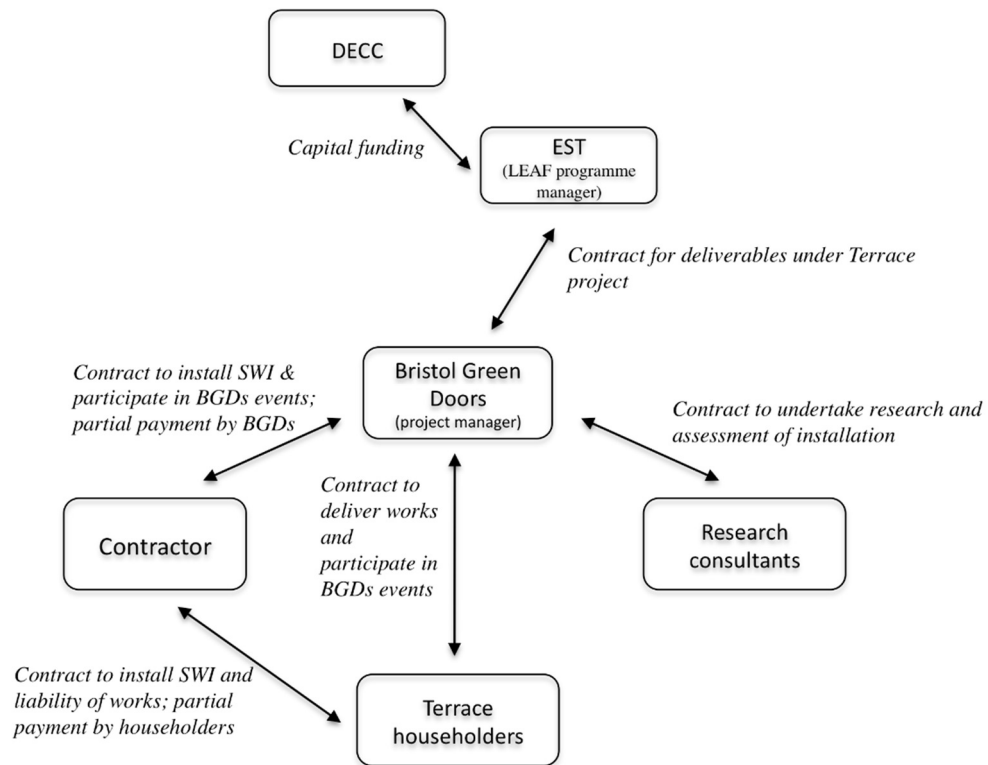 DECC
Capital funding
EST
(LEAF programme
manager)
Contract for deliverables under Terrace
project
Contract to install SWI &
participate in BGDs events;
partial payment by BGDs
Bristol Green
Doors
(project manager)
Contract to undertake research and
assessment of installation
Contract to
deliver works
and
participate in
BGDs events
Contractor
Research
consultants
Contract to install SWI and
liability of works; partial
payment by householders
Terrace
householders